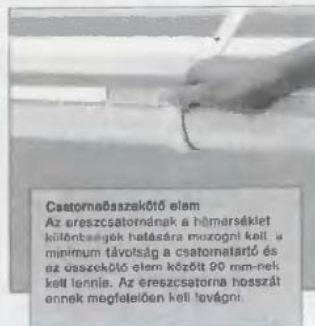 Csatornaösszekötő elem
Az ereszcsatornának a hőmérséklet
különbségek hatására mozogni kell. a
minimum távolság a csatornatartó és
az összekötő elem között 90 mm-nek
kell lennie. Az ereszcsatorna hosszát
ennek megfelelően kell levágni.